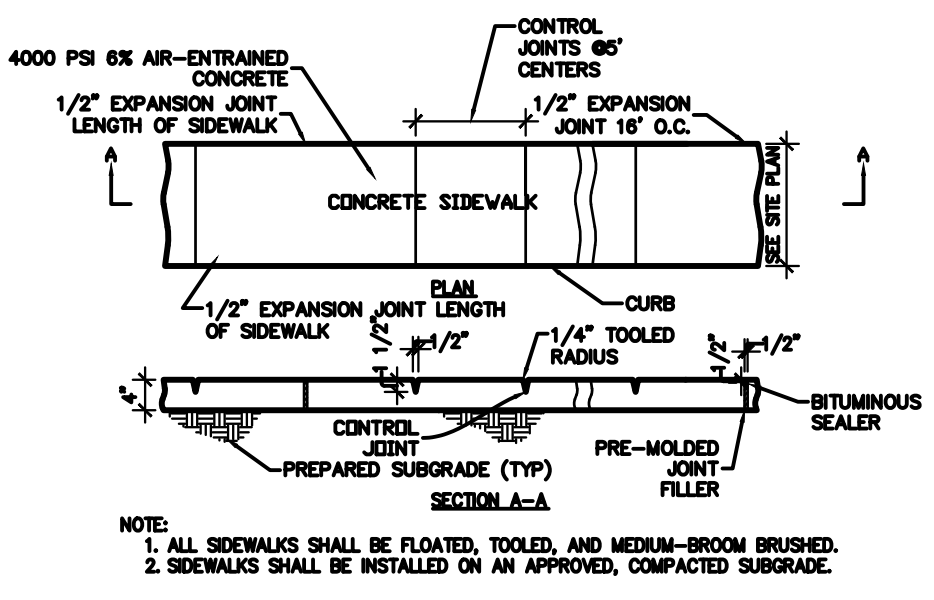 CONTROL
JOINTS @5'
CENTERS
4000 PSI 6% AIR-ENTRAINED
CONCRETE
1/2" EXPANSION JOINT
LENGTH OF SIDEWALK
1/2" EXPANSION
JOINT 16' O.C.
A
A
CONCRETE SIDEWALK
SEE SITE PLAN
PLAN
1/2" EXPANSION JOINT LENGTH
OF SIDEWALK
CURB
1/2"
1/2"
1/4" TOOLED
RADIUS
1/2"
1/2"
4"
BITUMINOUS
SEALER
CONTROL
JOINT
PRE-MOLDED
JOINT
FILLER
PREPARED SUBGRADE (TYP)
SECTION A-A
NOTE:
1. ALL SIDEWALKS SHALL BE FLOATED, TOOLED, AND MEDIUM-BROOM BRUSHED.
2. SIDEWALKS SHALL BE INSTALLED ON AN APPROVED, COMPACTED SUBGRADE.